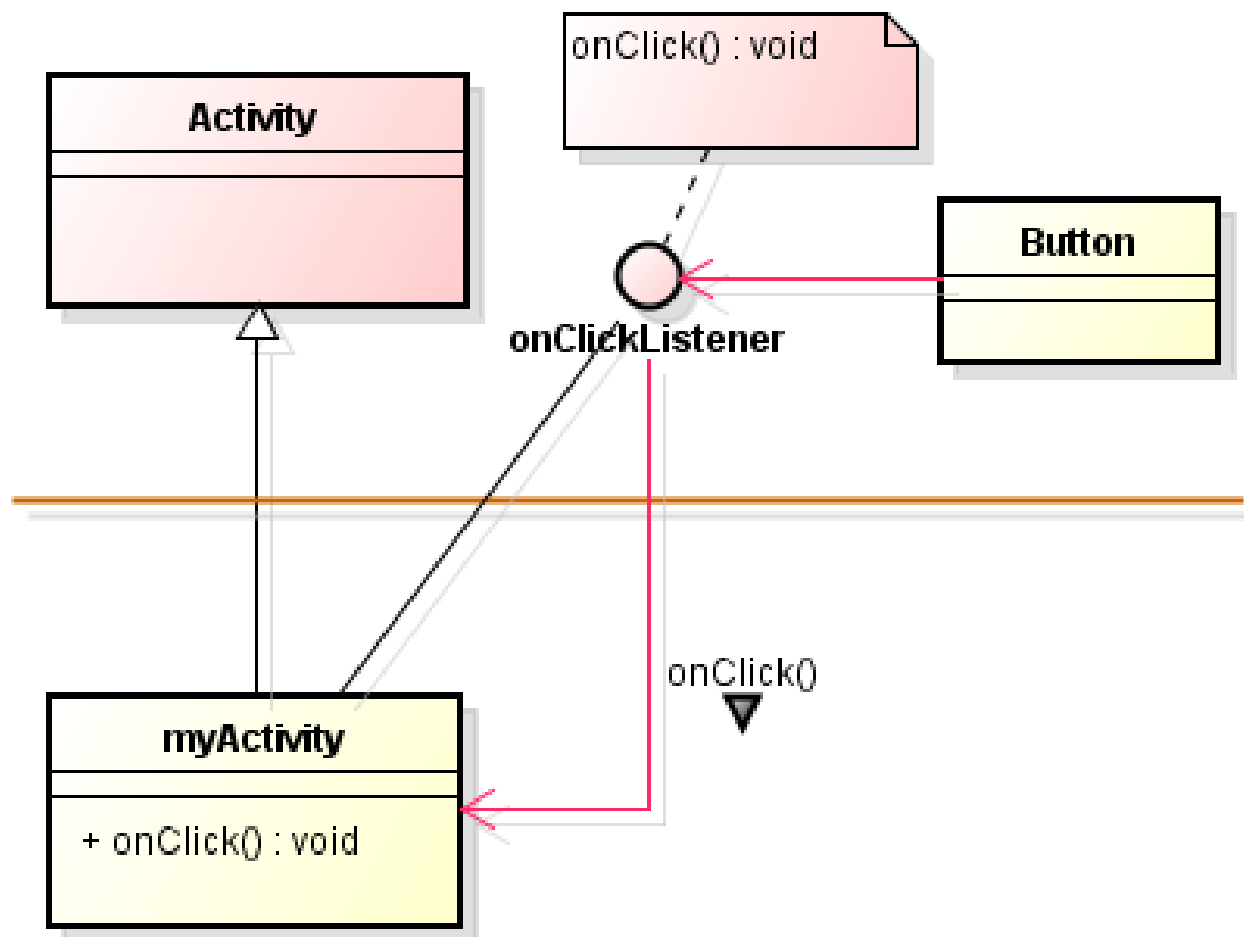 onClick() : void
Activity
Button
onClickListener
onClick()
myActivity
+ onClick() : void